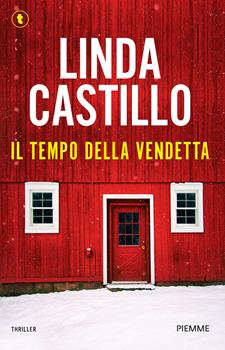 LINDA
CASTILLO
IL TEMPO DELLA VENDETTA
THRILLER
PIEMME